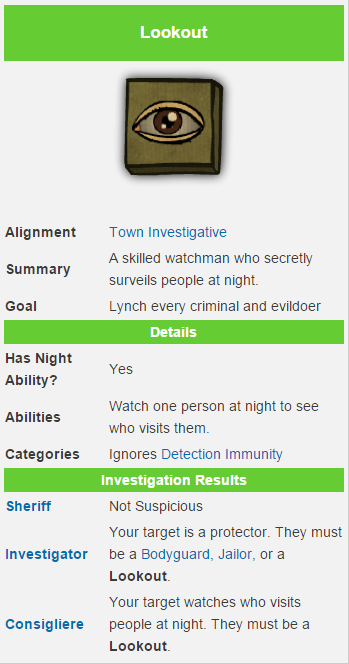 Lookout
Alignment Town Investigative
Summary A skilled watchman who secretly
surveils people at night.
Goal Lynch every criminal and evildoer
Details
Has Night
Ability? Yes
Abilities Watch one person at night to see
who visits them.
Categories Ignores Detection Immunity
Investigation Results
Sheriff Not Suspicious
Investigator Your target is a protector. They must
be a Bodyguard, Jailor, or a
Lookout.
Consigliere Your target watches who visits
people at night. They must be a
Lookout.